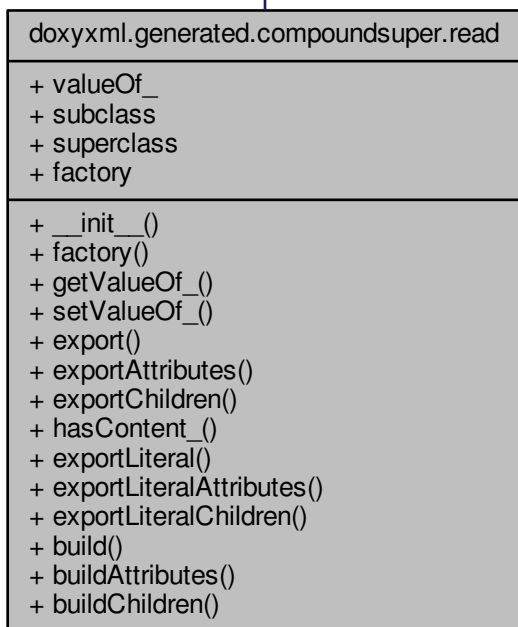 doxyxml.generated.compoundsuper.read
+ valueOf_
+ subclass
+ superclass
+ factory
+ __init__()
+ factory()
+ getValueOf_()
+ setValueOf_()
+ export()
+ exportAttributes()
+ exportChildren()
+ hasContent_()
+ exportLiteral()
+ exportLiteralAttributes()
+ exportLiteralChildren()
+ build()
+ buildAttributes()
+ buildChildren()